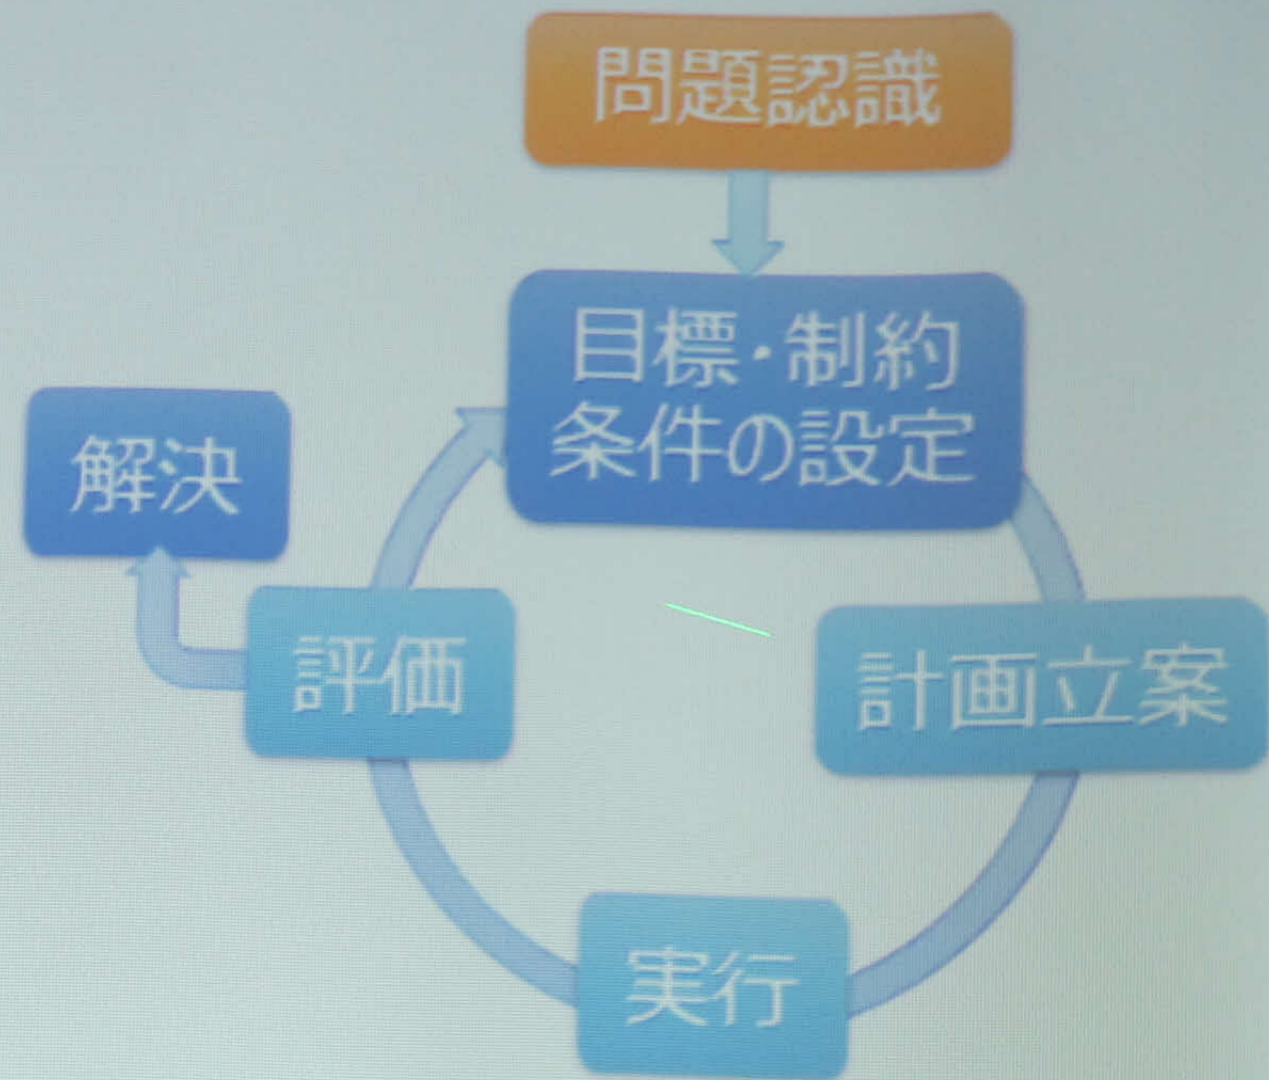 問題認識
目標・制約
条件の設定
解決
評価
計画立案
実行